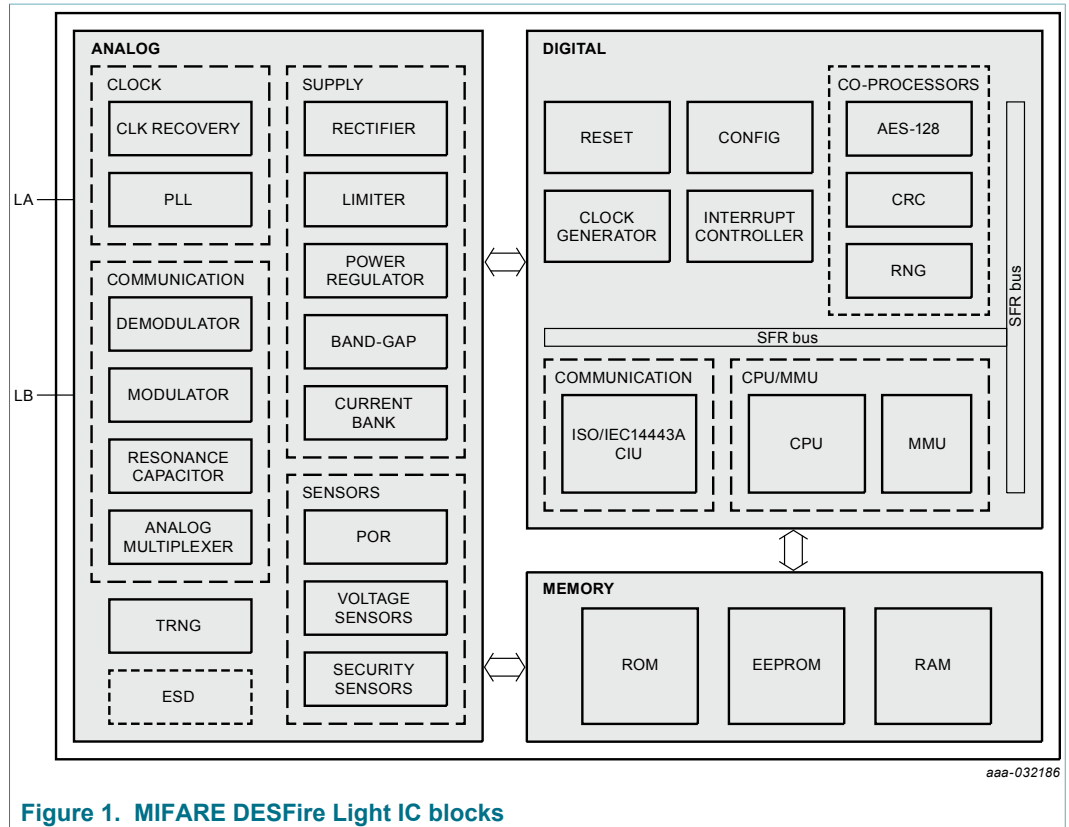 ANALOG
CLOCK
CLK RECOVERY
PLL
LA
COMMUNICATION
DEMODULATOR
MODULATOR
LB
RESONANCE
CAPACITOR
ANALOG
MULTIPLEXER
TRNG
ESD
SUPPLY
RECTIFIER
LIMITER
POWER
REGULATOR
BAND-GAP
CURRENT
BANK
SENSORS
POR
VOLTAGE
SENSORS
SECURITY
SENSORS
DIGITAL
RESET
CONFIG
CLOCK
GENERATOR
INTERRUPT
CONTROLLER
CO-PROCESSORS
AES-128
CRC
RNG
SFR bus
SFR bus
COMMUNICATION
ISO/IEC14443A
CIU
CPU/MMU
CPU
MMU
MEMORY
ROM
EEPROM
RAM
aaa-032186
Figure 1. MIFARE DESFire Light IC blocks